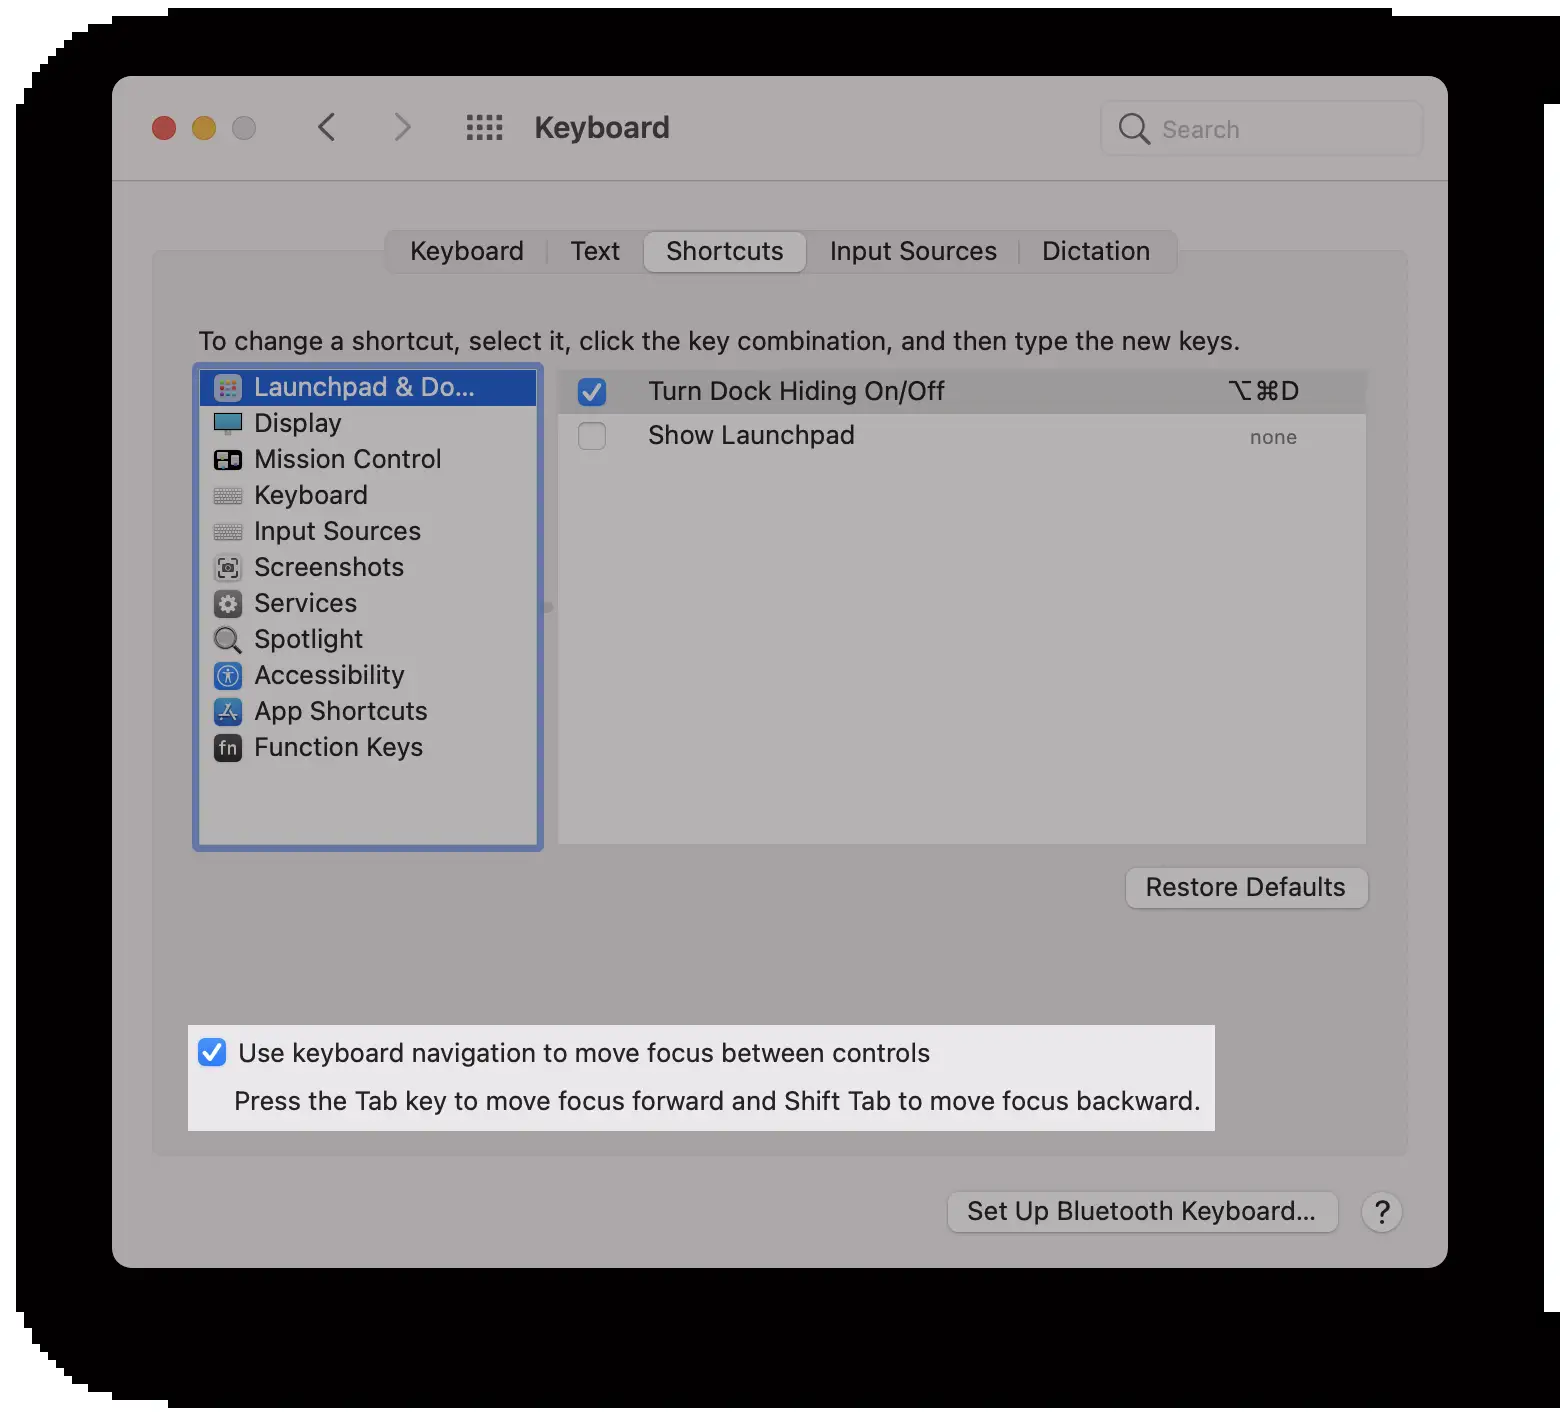 Keyboard
Search
Keyboard Text Shortcuts Input Sources Dictation
To change a shortcut, select it, click the key combination, and then type the new keys.
Launchpad & Do...
Display
Mission Control
Keyboard
Input Sources
Screenshots
Services
Spotlight
Accessibility
App Shortcuts
fn Function Keys
Turn Dock Hiding On/Off ⌥⌘D
Show Launchpad none
Restore Defaults
Use keyboard navigation to move focus between controls
Press the Tab key to move focus forward and Shift Tab to move focus backward.
Set Up Bluetooth Keyboard... ?